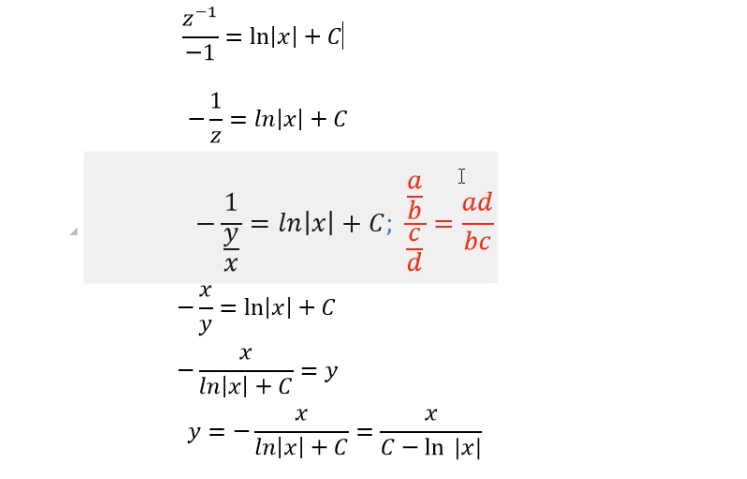 z⁻¹/−1 = ln|x| + C
−1/z = ln|x| + C
−1/(y/x) = ln|x| + C; (a/b)/(c/d) = ad/bc
−x/y = ln|x| + C
−x/(ln|x| + C) = y
y = −x/(ln|x| + C) = x/(C − ln |x|)